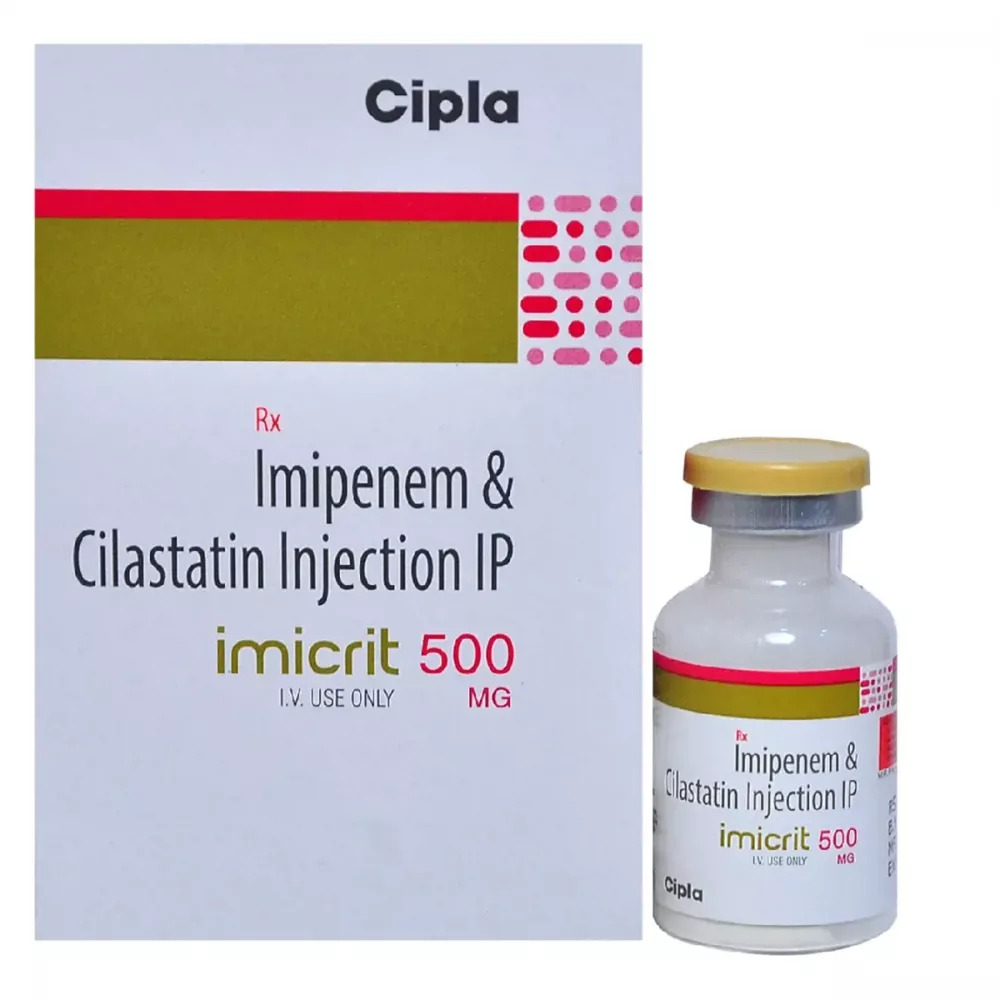 Cipla
Rx
Imipenem &
Cilastatin Injection IP
imicrit 500
I.V. USE ONLY
MG
Rx
Imipenem &
Cilastatin Injection IP
imicrit 500
I.V. USE ONLY
MG
Cipla